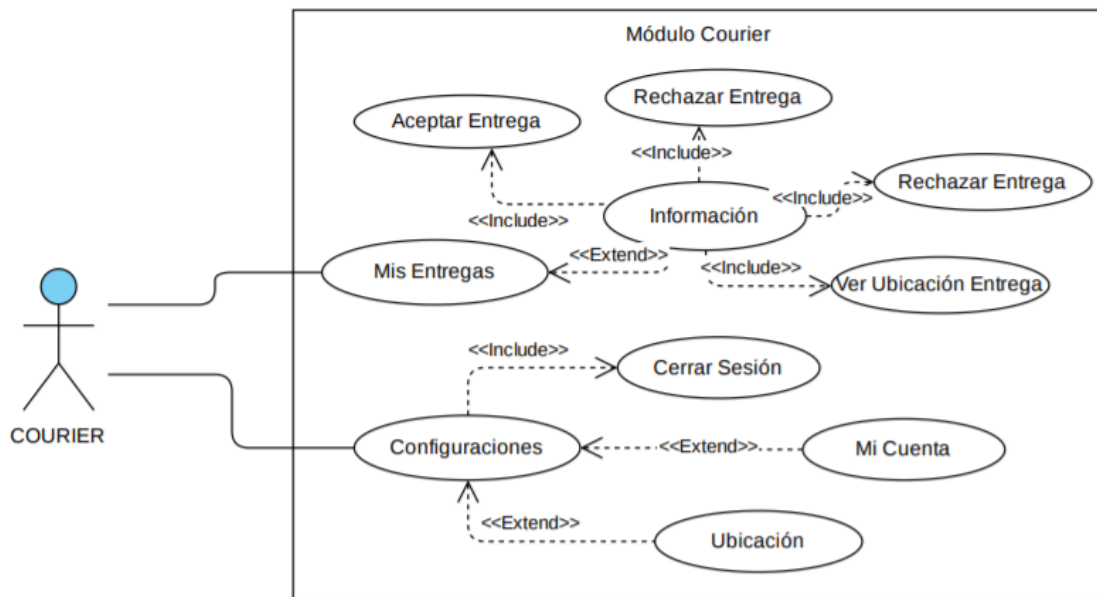 Módulo Courier
Rechazar Entrega
Aceptar Entrega
<<Include>>
Rechazar Entrega
<<Include>>
Información
<<Include>>
<<Extend>>
<<Include>>
Mis Entregas
Ver Ubicación Entrega
<<Include>>
Cerrar Sesión
COURIER
Configuraciones
<<Extend>>
Mi Cuenta
<<Extend>>
Ubicación